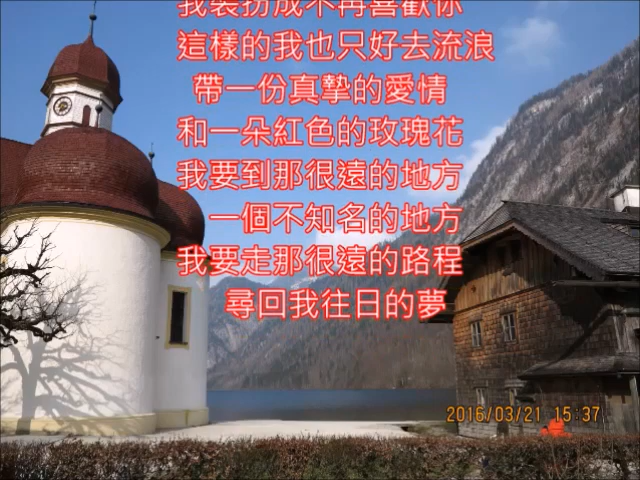 我裝扮成不再喜歡你
這樣的我也只好去流浪
帶一份真摯的愛情
和一朵紅色的玫瑰花
我要到那很遠的地方
一個不知名的地方
我要走那很遠的路程
尋回我往日的夢
2016/03/21 15:37